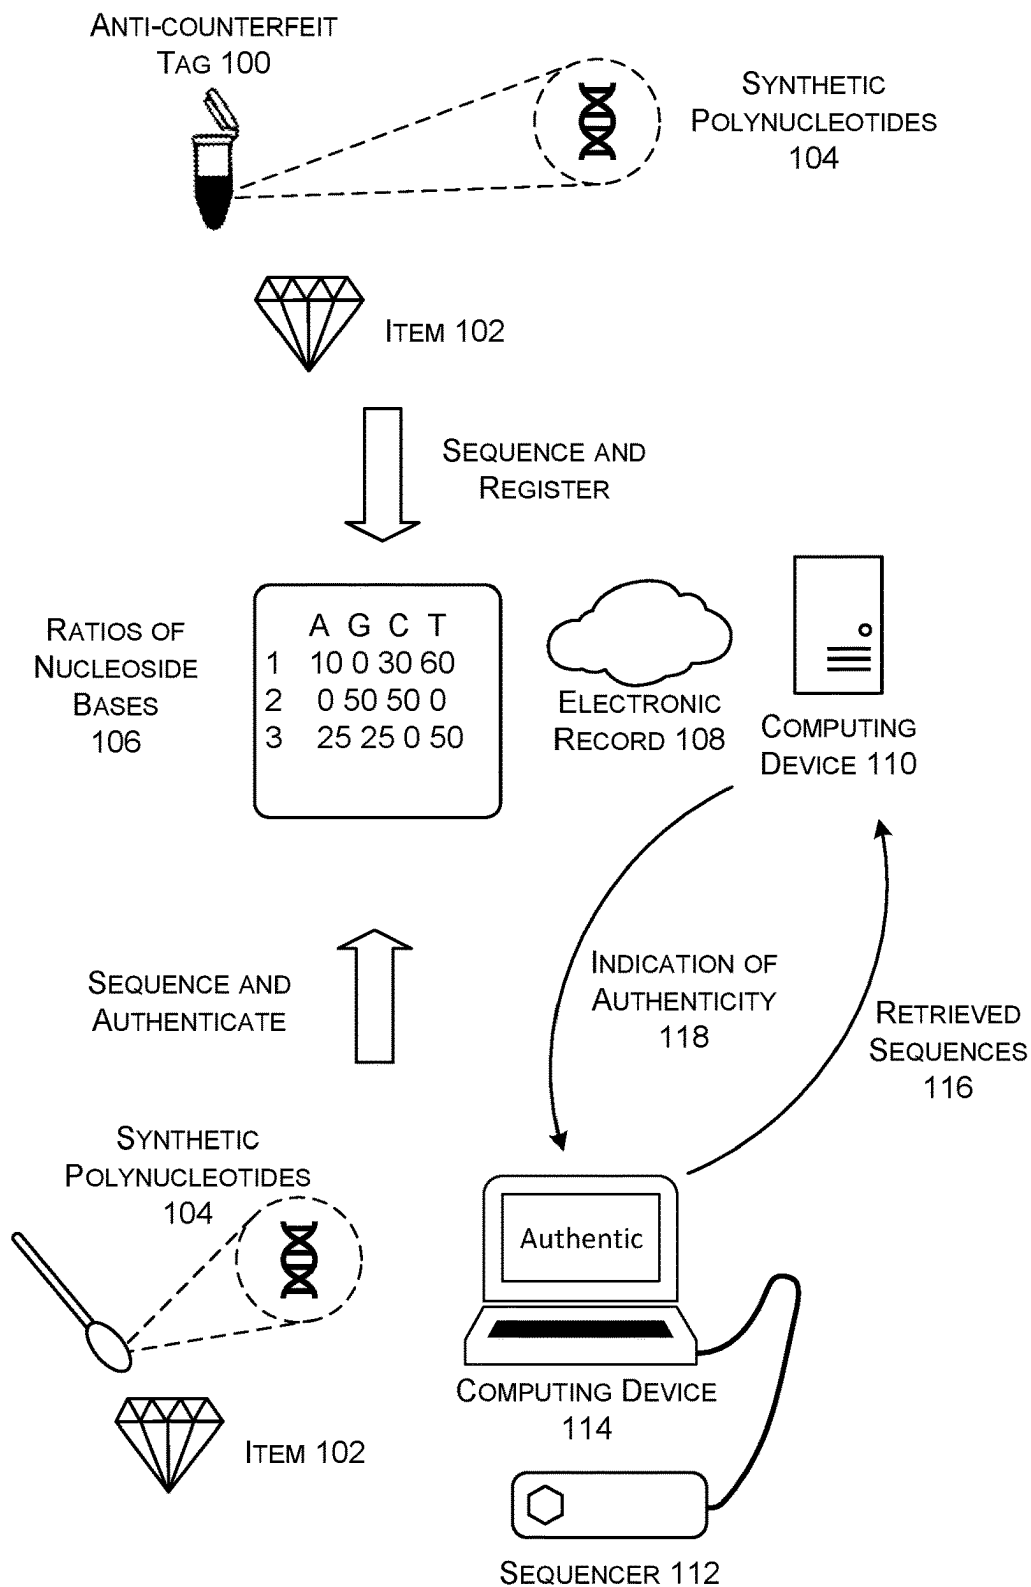 ANTI-COUNTERFEIT
TAG 100
SYNTHETIC
POLYNUCLEOTIDES
104
ITEM 102
SEQUENCE AND
REGISTER
RATIOS OF
NUCLEOSIDE
BASES
106
A G C T
1 10 0 30 60
2 0 50 50 0
3 25 25 0 50
ELECTRONIC
RECORD 108
COMPUTING
DEVICE 110
SEQUENCE AND
AUTHENTICATE
INDICATION OF
AUTHENTICITY
118
RETRIEVED
SEQUENCES
116
SYNTHETIC
POLYNUCLEOTIDES
104
Authentic
COMPUTING DEVICE
114
ITEM 102
SEQUENCER 112